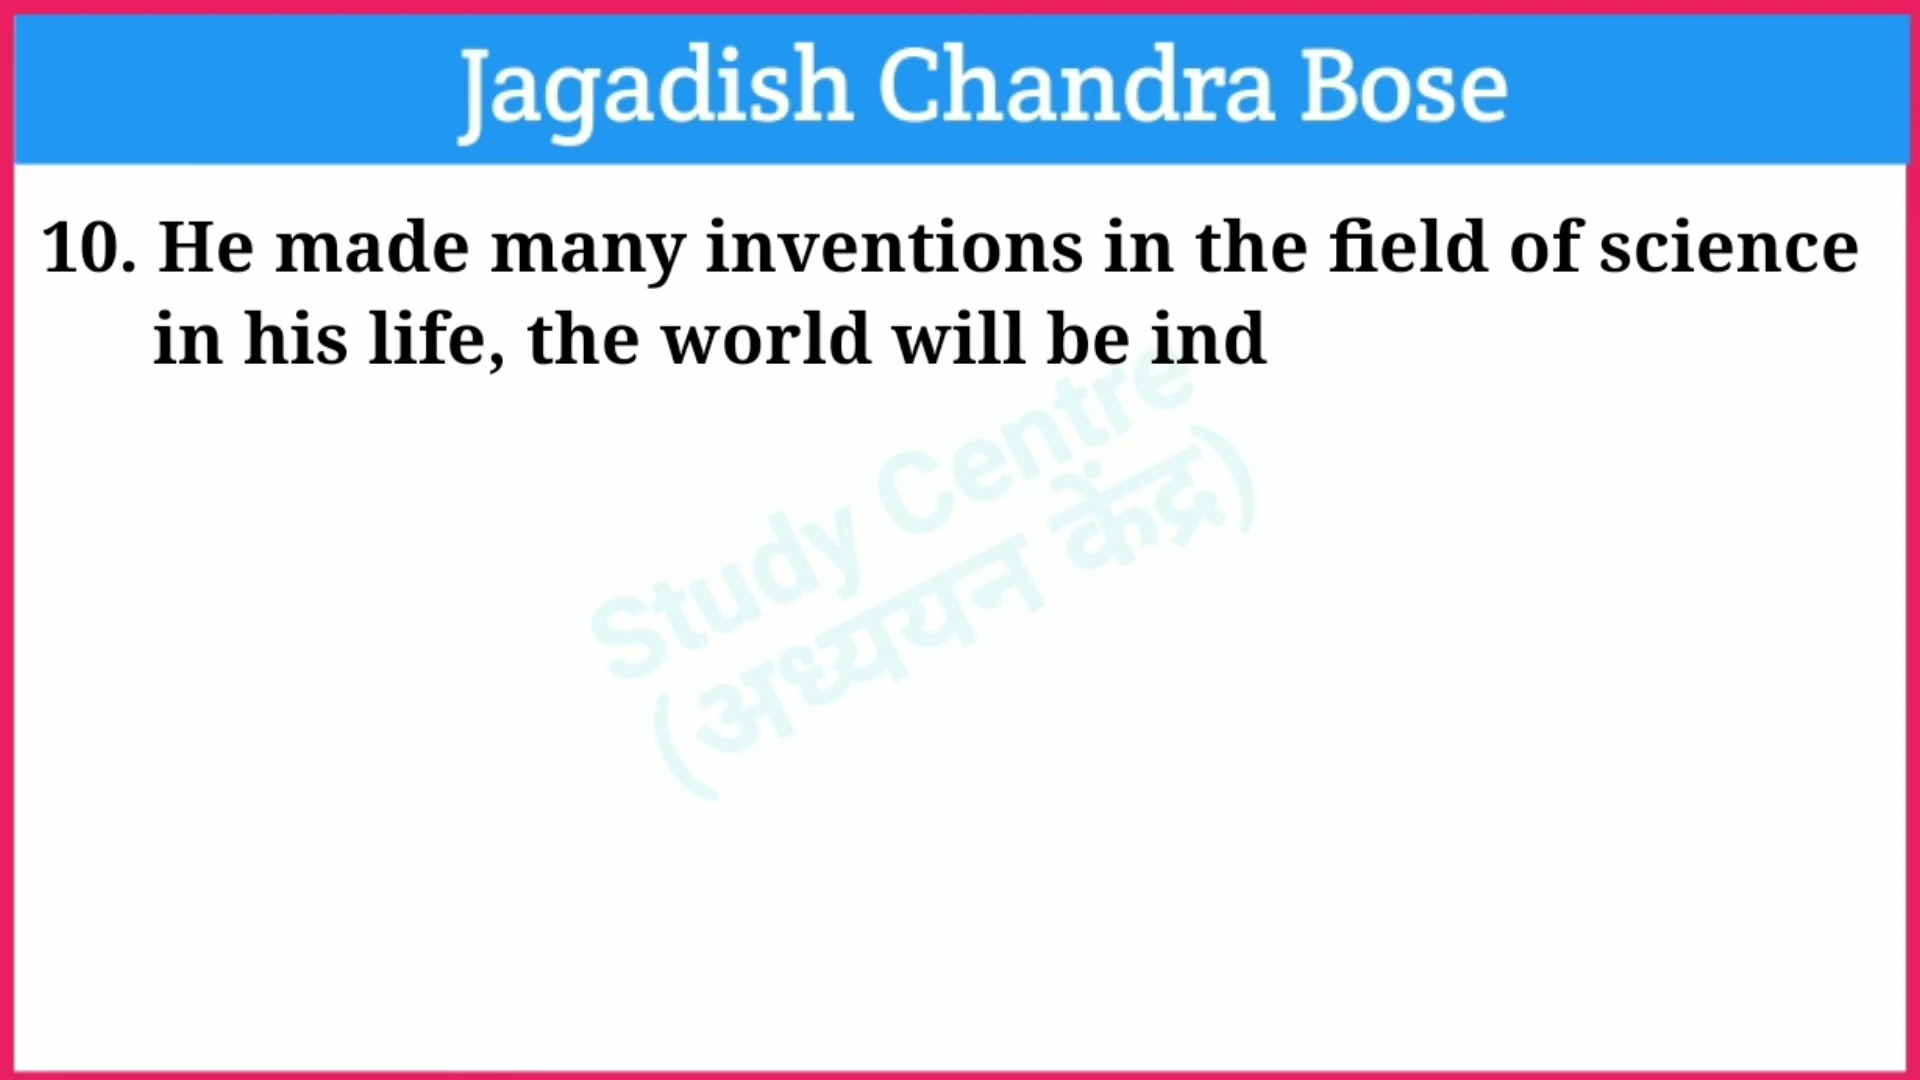 Jagadish Chandra Bose
10. He made many inventions in the field of science
in his life, the world will be ind
Study Centre
(अध्ययन केंद्र)